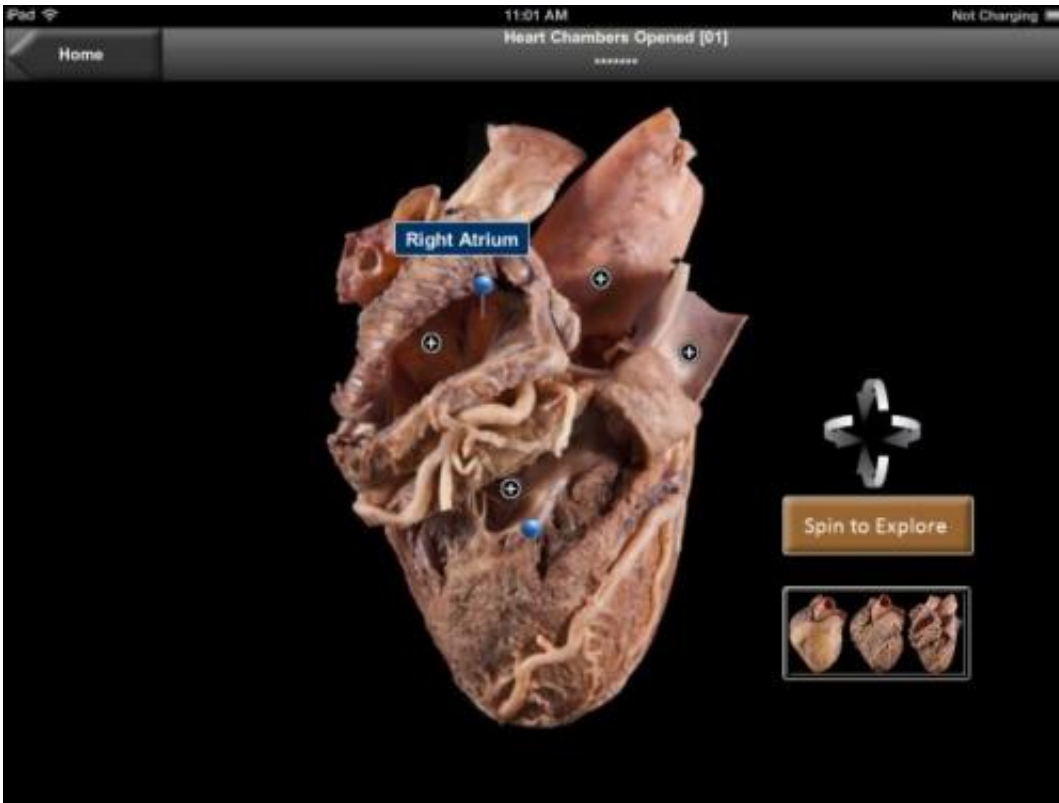 iPad 11:01 AM Not Charging
Home
Heart Chambers Opened [01]
*******
Right Atrium
Spin to Explore